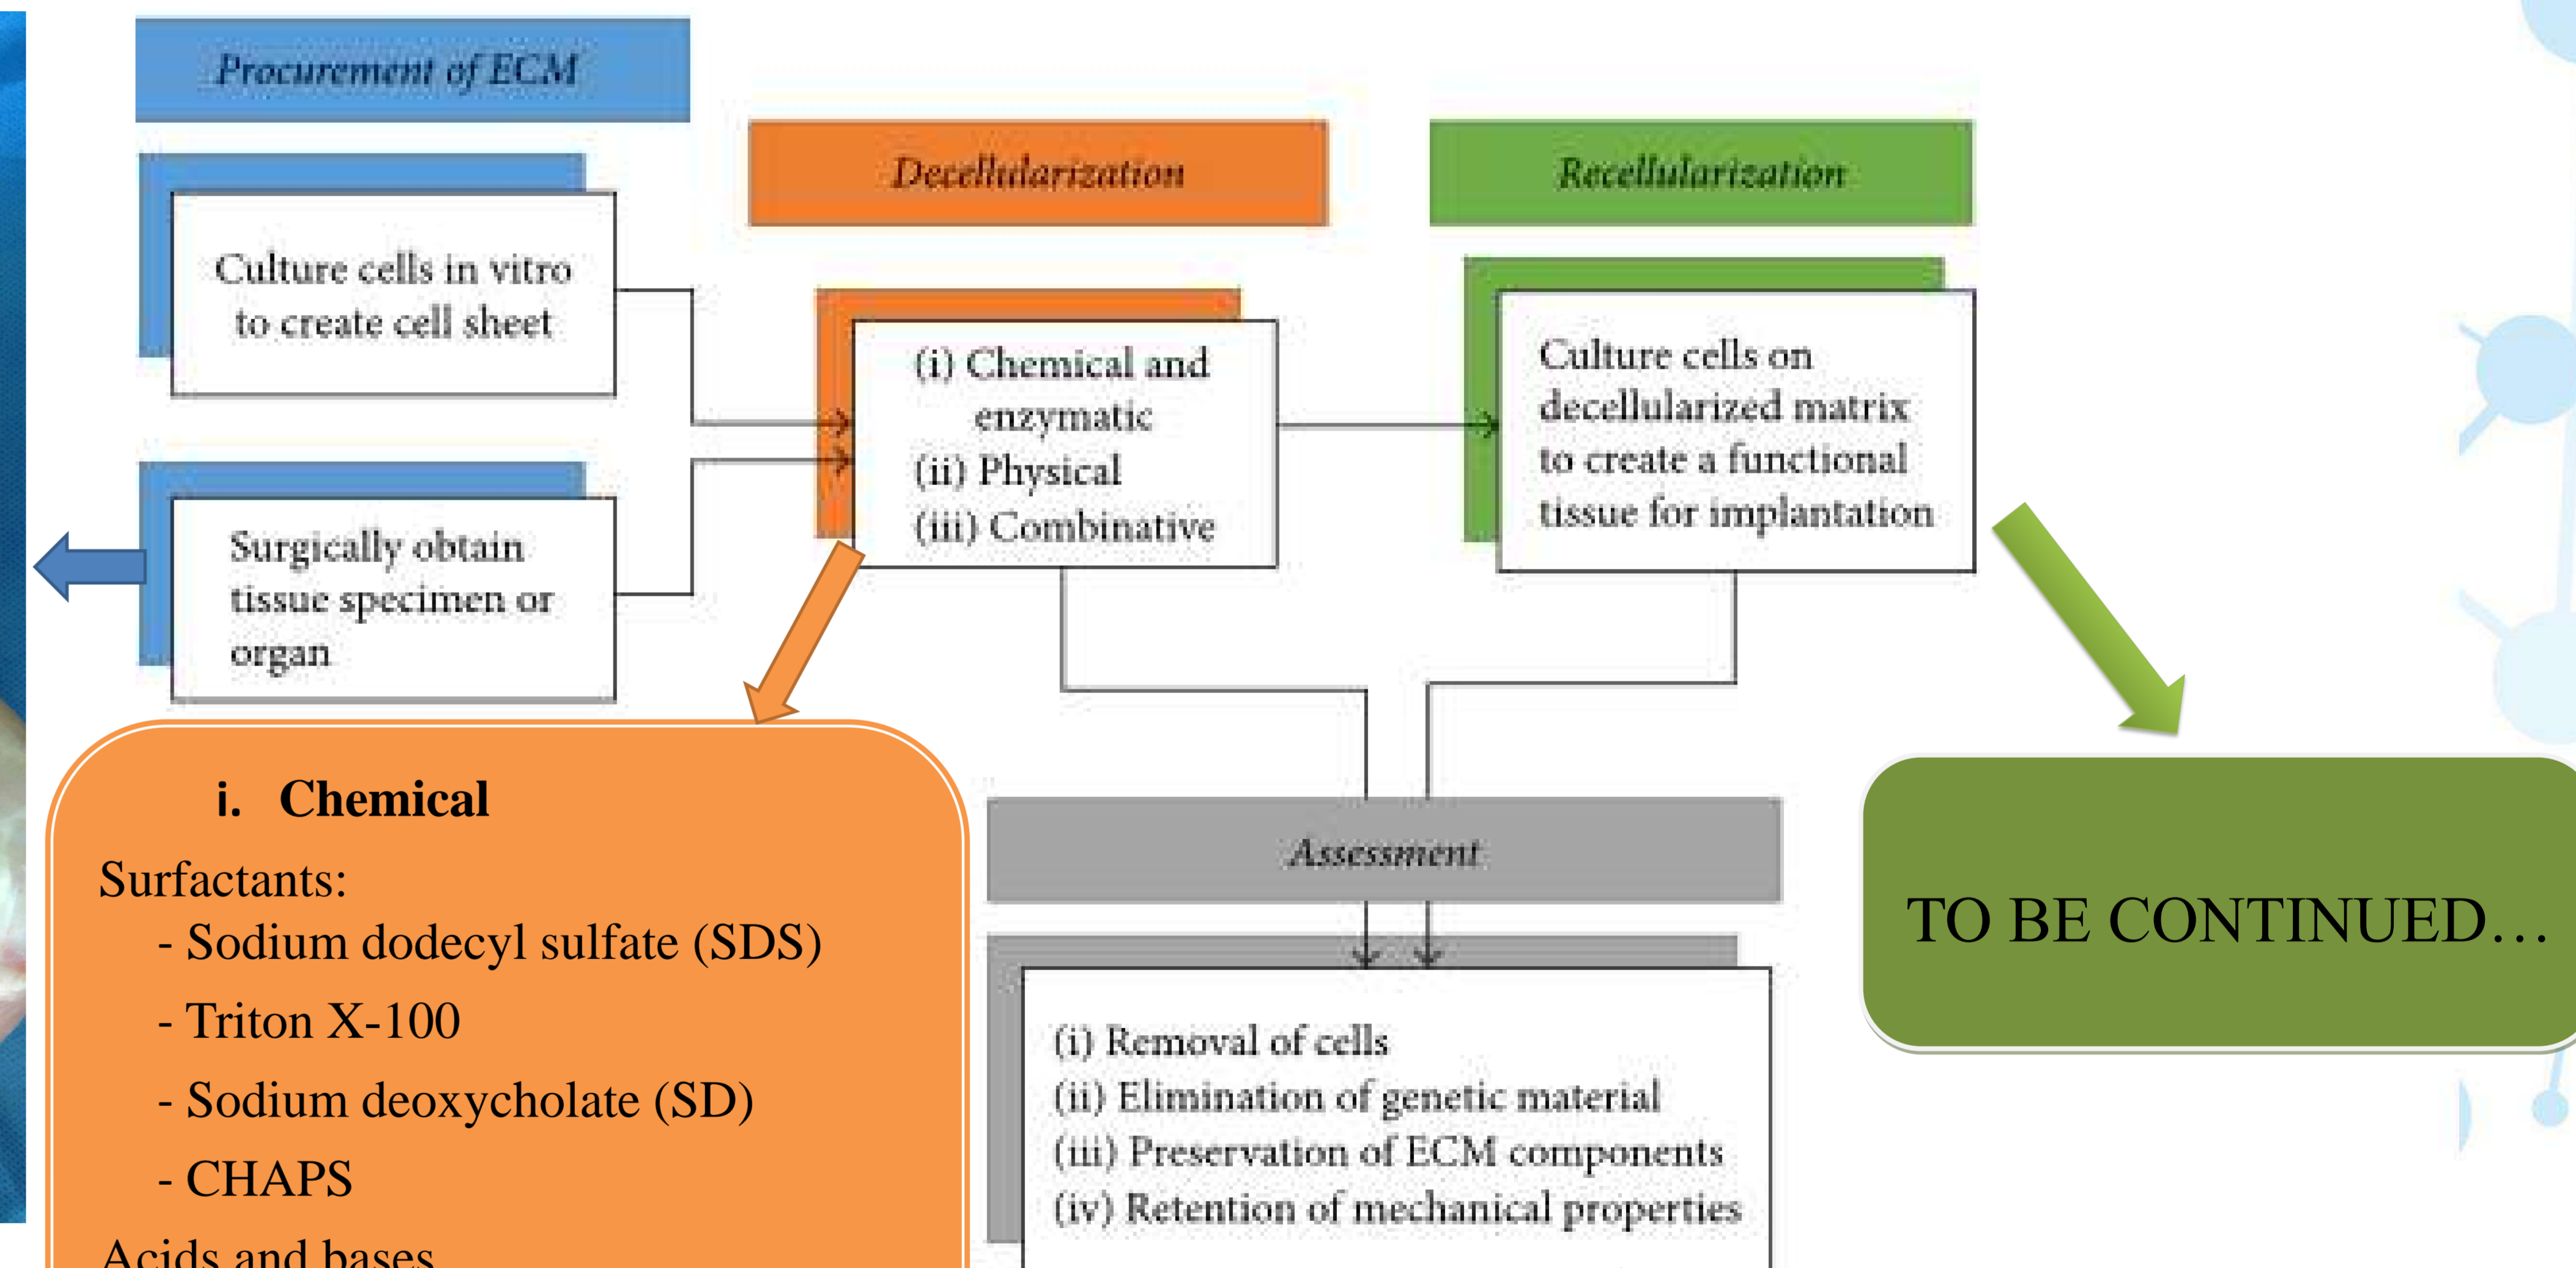 Procurement of ECM
Culture cells in vitro
to create cell sheet
Surgically obtain
tissue specimen or
organ
Decellularization
(i) Chemical and
enzymatic
(ii) Physical
(iii) Combinative
Recellularization
Culture cells on
decellularized matrix
to create a functional
tissue for implantation
i. Chemical
Surfactants:
- Sodium dodecyl sulfate (SDS)
- Triton X-100
- Sodium deoxycholate (SD)
- CHAPS
Acids and bases
Assessment
(i) Removal of cells
(ii) Elimination of genetic material
(iii) Preservation of ECM components
(iv) Retention of mechanical properties
TO BE CONTINUED…